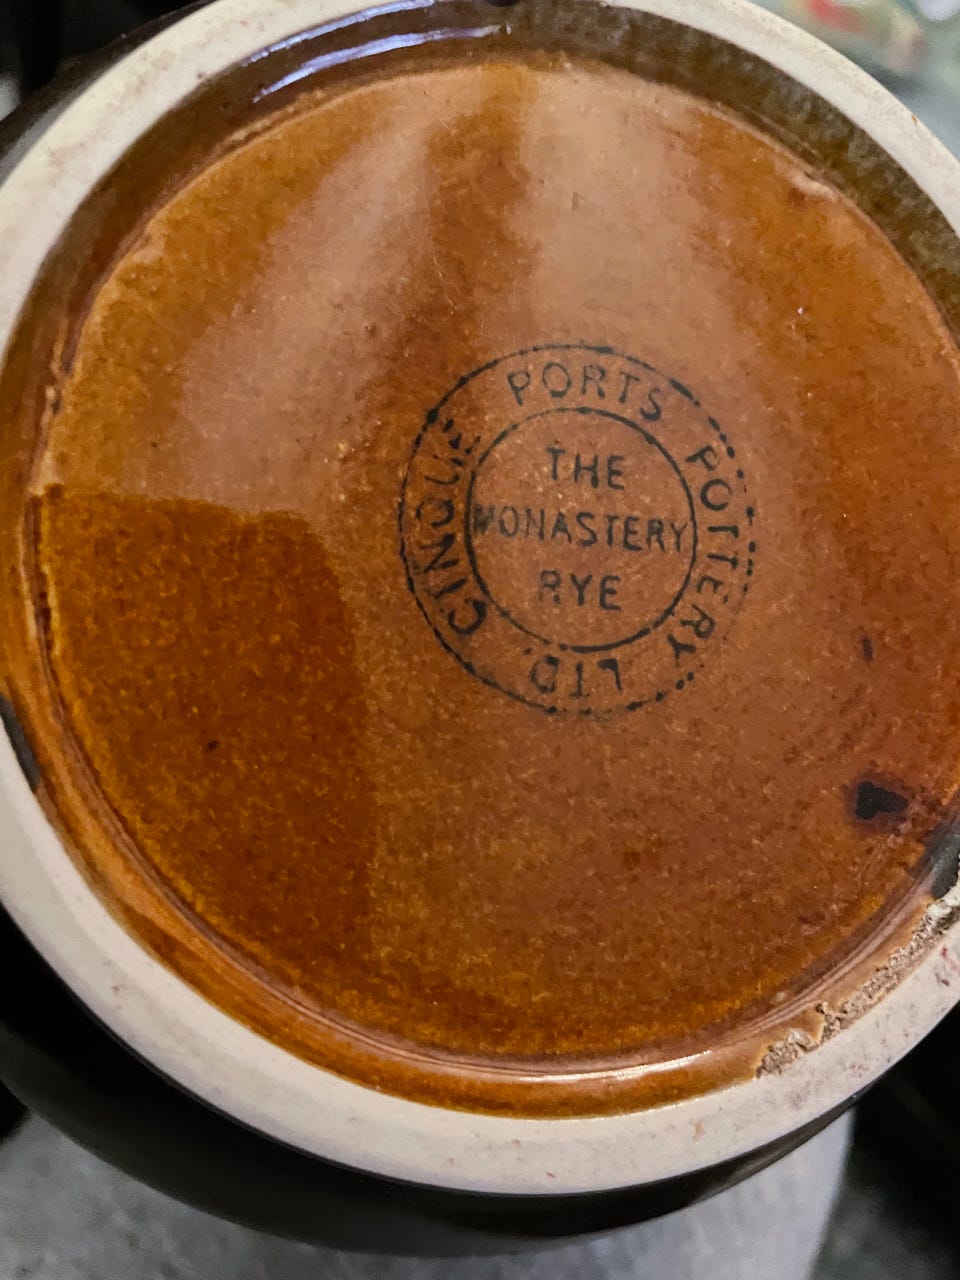 CINQUE PORTS POTTERY LTD.
THE
MONASTERY
RYE